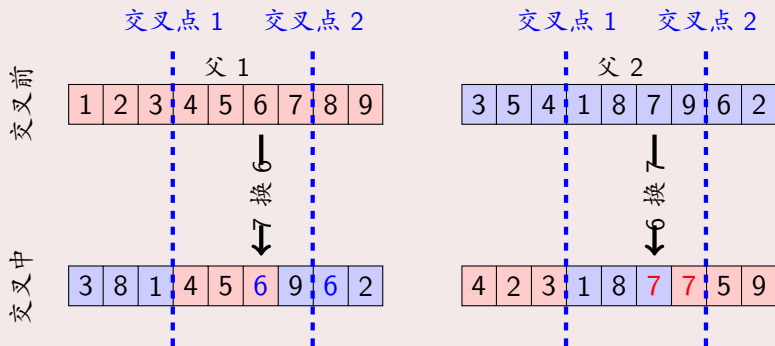 交叉点 1 交叉点 2 交叉点 1 交叉点 2
父 1 父 2
交叉前
1 2 3 4 5 6 7 8 9
3 5 4 1 8 7 9 6 2
7 换 6
6 换 7
交叉中
3 8 1 4 5 6 9 6 2
4 2 3 1 8 7 7 5 9